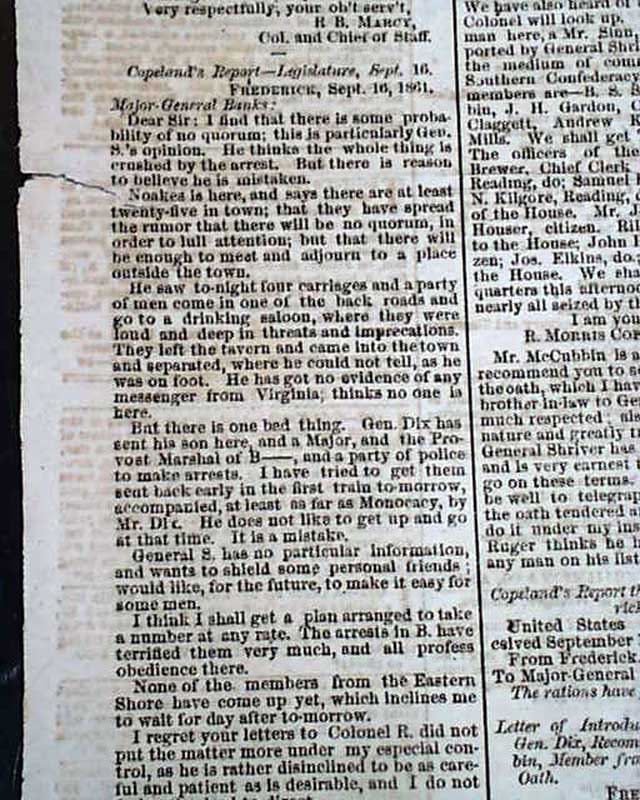 Very respectfully, your ob't serv't,
R B. MARCY,
Col. and Chief of Staff.
Copeland's Report—Legislature, Sept. 16.
FREDERICK, Sept. 16, 1861.
Major-General Banks:
Dear Sir: I find that there is some proba-
bility of no quorum; this is particularly Gen.
S.'s opinion. He thinks the whole thing is
crushed by the arrest. But there is reason
to believe he is mistaken.
Noakes is here, and says there are at least
twenty-five in town; that they have spread
the rumor that there will be no quorum, in
order to lull attention; but that there will
be enough to meet and adjourn to a place
outside the town.
He saw to-night four carriages and a party
of men come in one of the back roads and
go to a drinking saloon, where they were
loud and deep in threats and imprecations.
They left the tavern and came into the town
and separated, where he could not tell, as he
was on foot. He has got no evidence of any
messenger from Virginia; thinks no one is
here.
But there is one bad thing. Gen. Dix has
sent his son here, and a Major, and the Pro-
vost Marshal of B——, and a party of police
to make arrests. I have tried to get them
sent back early in the first train to-morrow,
accompanied, at least as far as Monocacy, by
Mr. Dix. He does not like to get up and go
at that time. It is a mistake.
General S. has no particular information,
and wants to shield some personal friends;
would like, for the future, to make it easy for
some men.
I think I shall get a plan arranged to take
a number at any rate. The arrests in B. have
terrified them very much, and all profess
obedience there.
None of the members from the Eastern
Shore have come up yet, which inclines me
to wait for day after to-morrow.
I regret your letters to Colonel R. did not
put the matter more under my especial con-
trol, as he is rather disinclined to be as care-
ful and patient as is desirable, and I do not
We have also heard of
Colonel will look up.
man here, a Mr. Sinn,
ported by General Shri
the medium of comm
Southern Confederacy
members are—B. S. S
bin, J. H. Gardon, C
Claggett, Andrew K
Mills. We shall get
The officers of the
Brewer, Chief Clerk
Reading, do; Samuel
N. Kilgore, Reading, c
of the House. Mr. J
Houser, citizen. Ril
to the House; John
zen; Jos. Elkins, do.;
the House. We sha
quarters this afternoo
nearly all seized by t
I am you
R. MORRIS COP
Mr. McCubbin is a
recommend you to s
the oath, which I hav
brother in-law to Ge
much respected also
nature and greatly
General Shriver has
and is very earnest
go on these terms.
be well to telegrap
the oath tendered a
do it under my ins
Ruger thinks he h
any man on his list
Copeland's Report th
rick
United States
ceived September
From Frederick
To Major-General
The rations have
Letter of Introdu
Gen. Dix, Recom
bin, Member from
Oath.
FRE